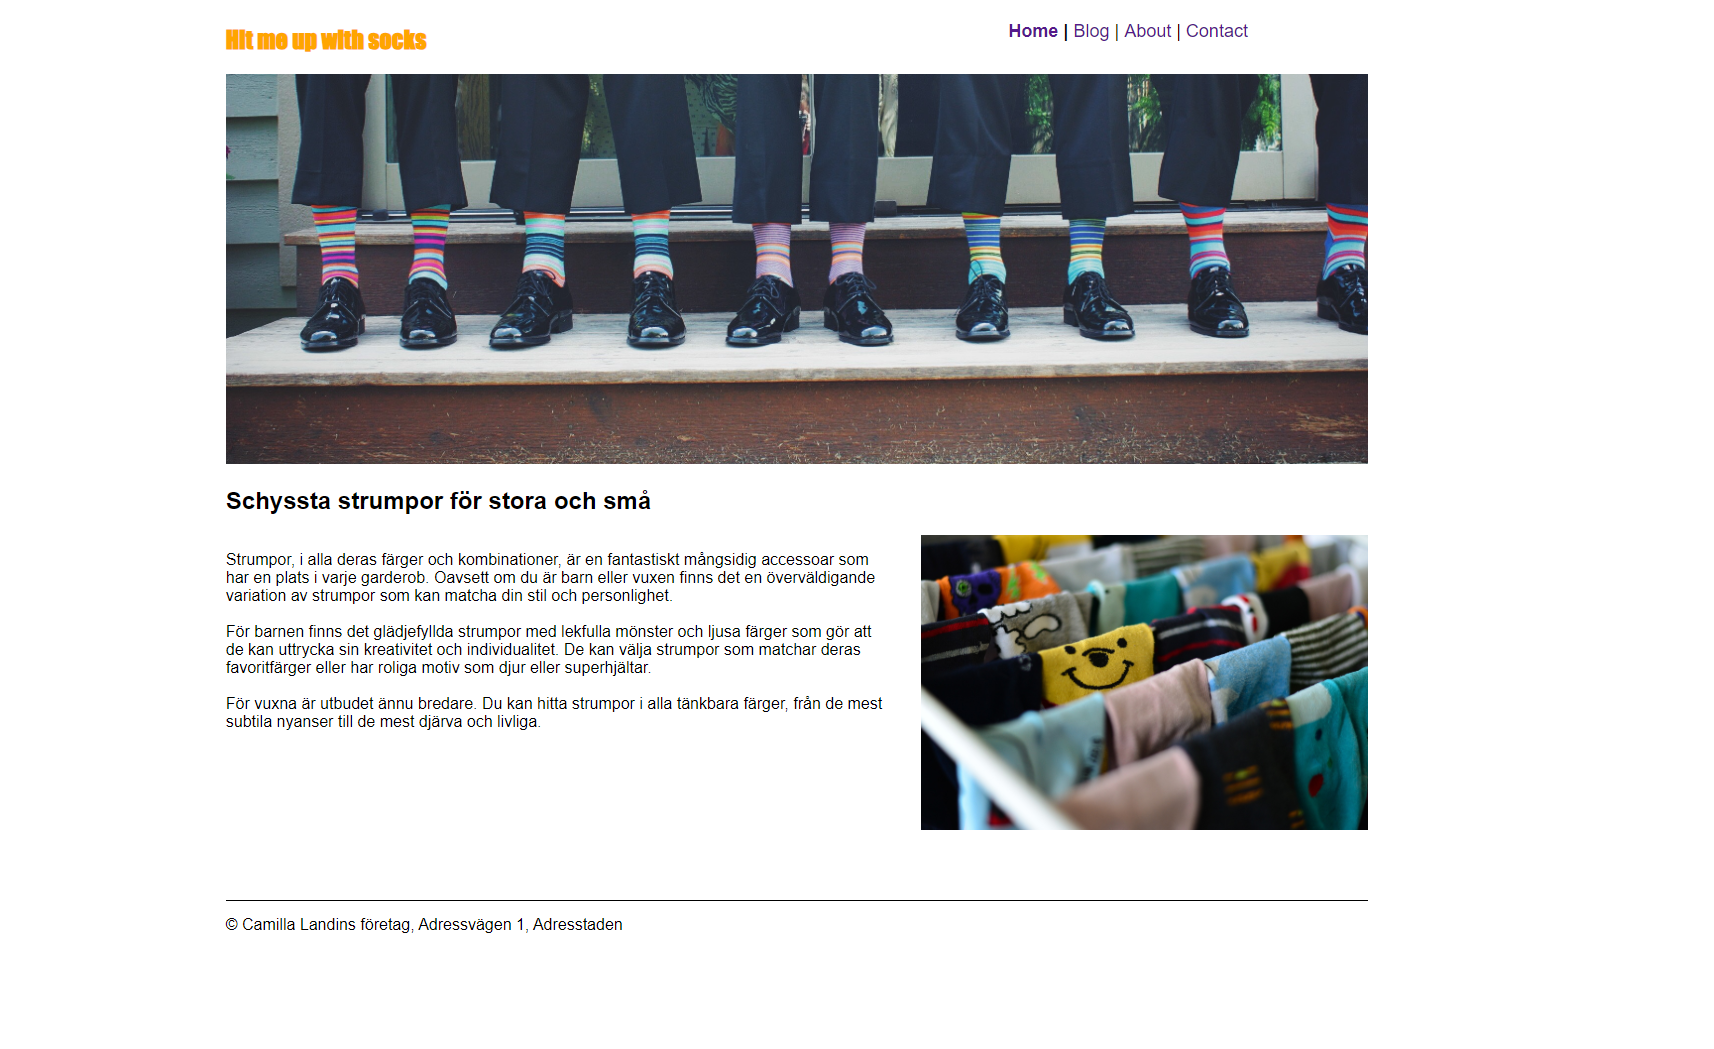 Hit me up with socks
Home | Blog | About | Contact
Schyssta strumpor för stora och små
Strumpor, i alla deras färger och kombinationer, är en fantastiskt mångsidig accessoar som
har en plats i varje garderob. Oavsett om du är barn eller vuxen finns det en överväldigande
variation av strumpor som kan matcha din stil och personlighet.
För barnen finns det glädjefyllda strumpor med lekfulla mönster och ljusa färger som gör att
de kan uttrycka sin kreativitet och individualitet. De kan välja strumpor som matchar deras
favoritfärger eller har roliga motiv som djur eller superhjältar.
För vuxna är utbudet ännu bredare. Du kan hitta strumpor i alla tänkbara färger, från de mest
subtila nyanser till de mest djärva och livliga.
© Camilla Landins företag, Adressvägen 1, Adresstaden